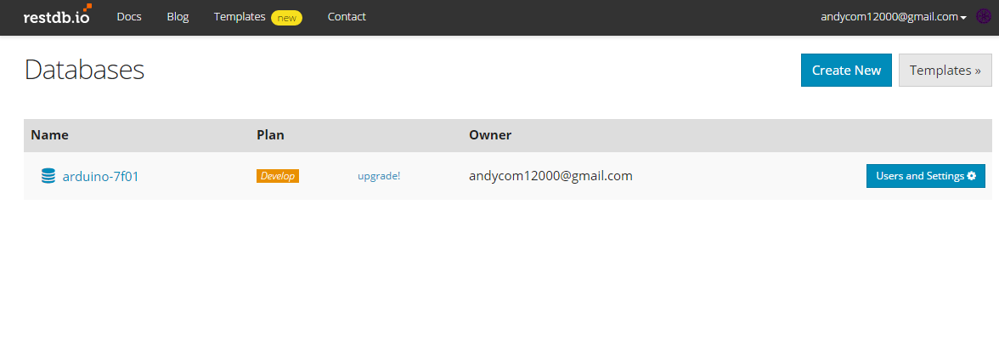 restdb.io Docs Blog Templates new Contact andycom12000@gmail.com
Databases Create New Templates »
Name Plan Owner
arduino-7f01 Develop upgrade! andycom12000@gmail.com Users and Settings